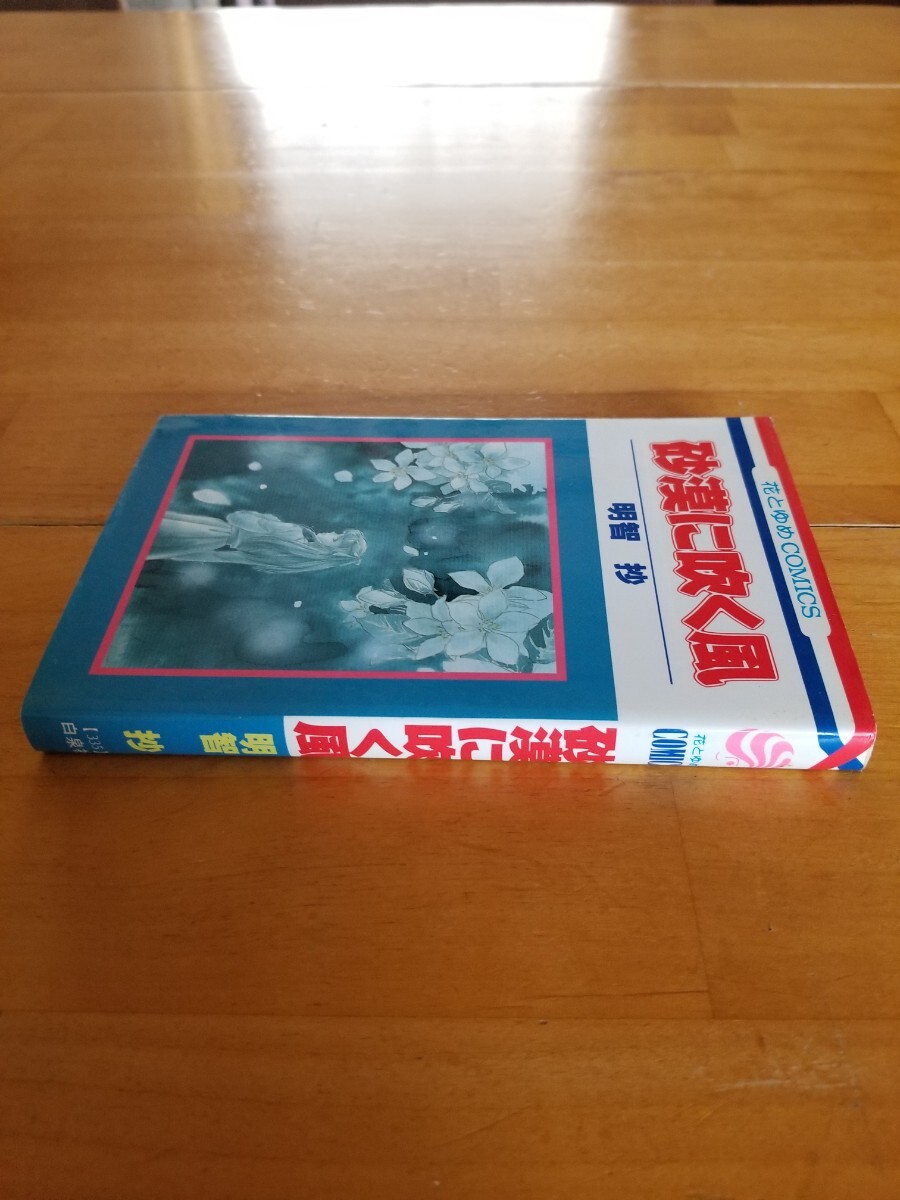 花とゆめCOMICS
砂漠に吹く風
明智 抄
花とゆめ
COMI
砂漠に吹く風
明智 抄
白泉